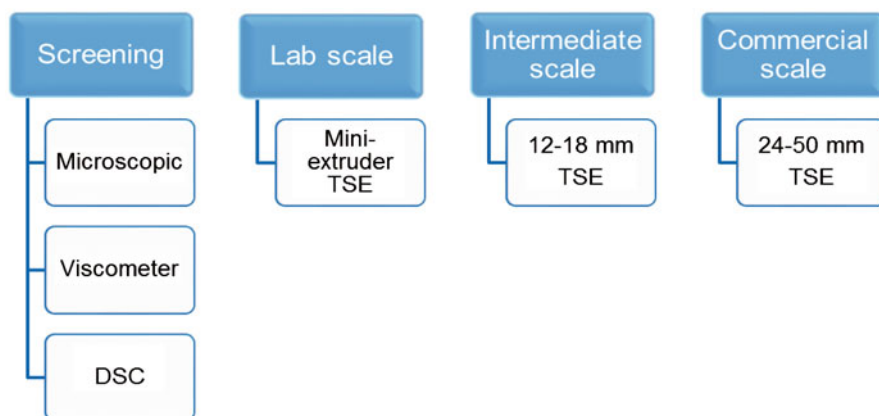 Screening
Microscopic
Viscometer
DSC
Lab scale
Mini-
extruder
TSE
Intermediate
scale
12-18 mm
TSE
Commercial
scale
24-50 mm
TSE